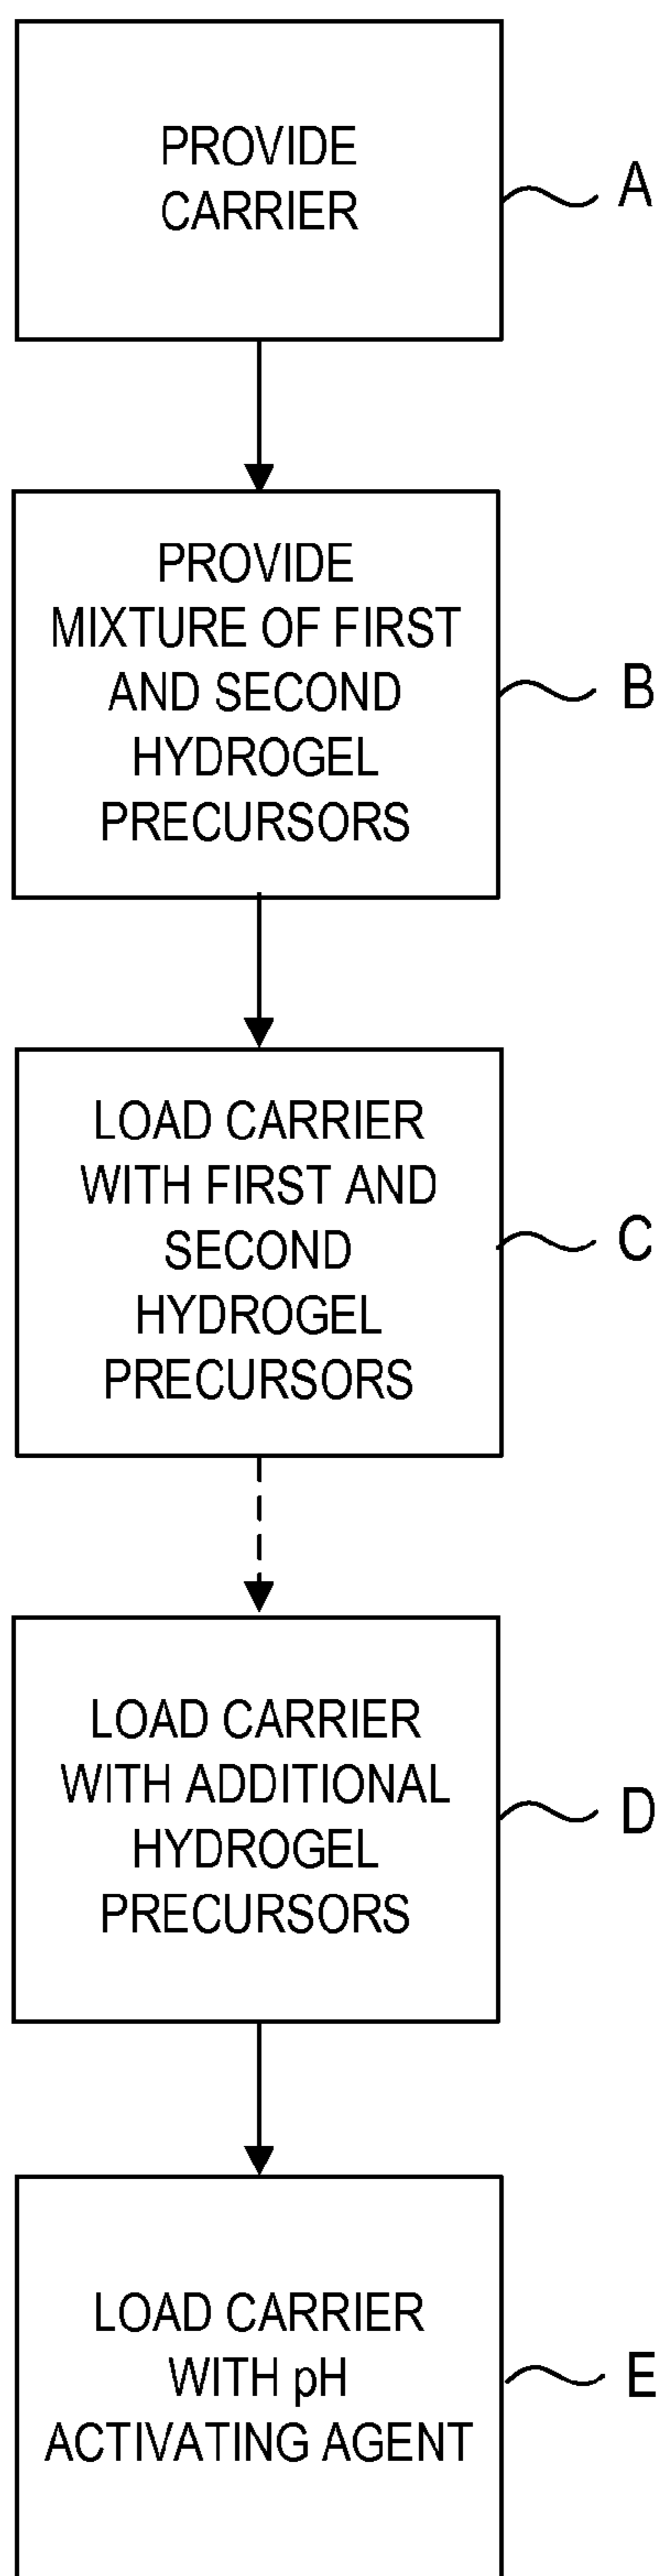 PROVIDE
CARRIER
A
PROVIDE
MIXTURE OF FIRST
AND SECOND
HYDROGEL
PRECURSORS
B
LOAD CARRIER
WITH FIRST AND
SECOND
HYDROGEL
PRECURSORS
C
LOAD CARRIER
WITH ADDITIONAL
HYDROGEL
PRECURSORS
D
LOAD CARRIER
WITH pH
ACTIVATING AGENT
E